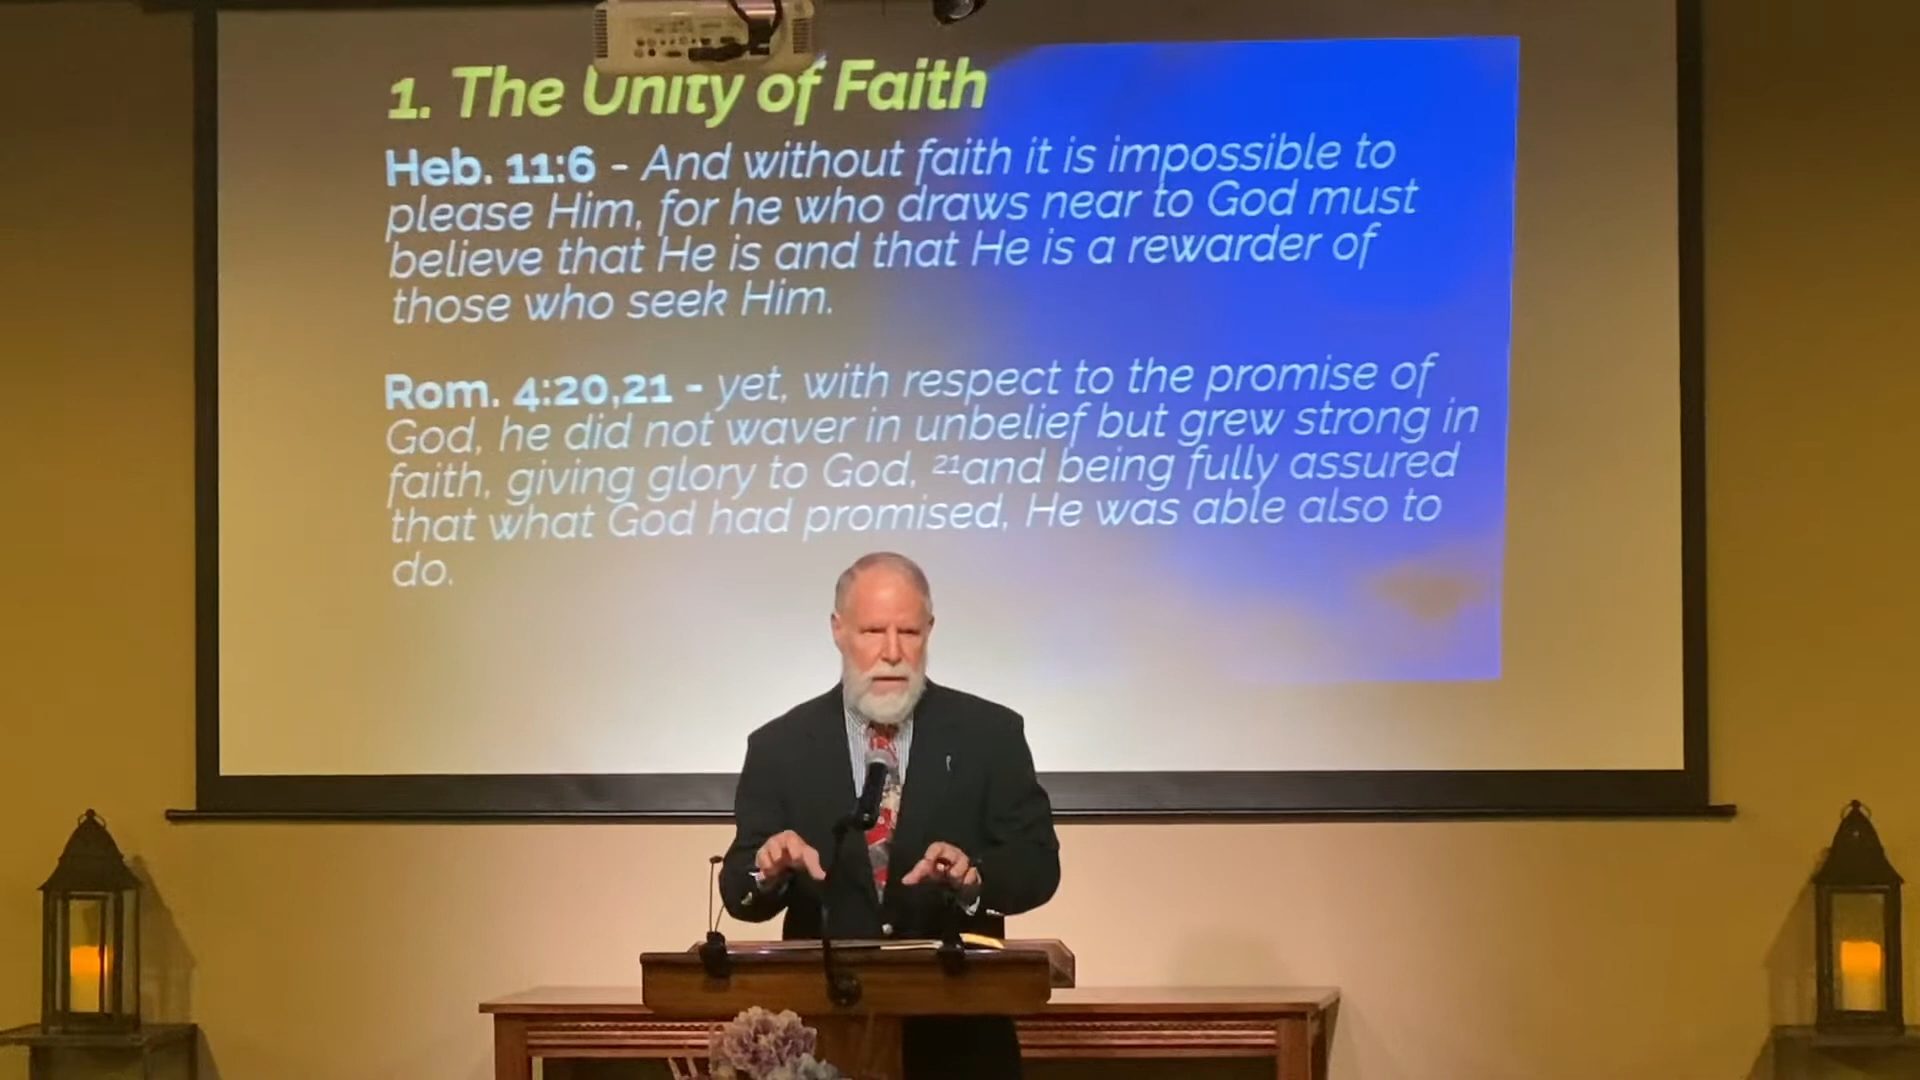 1. The Unity of Faith
Heb. 11:6 - And without faith it is impossible to
please Him, for he who draws near to God must
believe that He is and that He is a rewarder of
those who seek Him.
Rom. 4:20,21 - yet, with respect to the promise of
God, he did not waver in unbelief but grew strong in
faith, giving glory to God, ²¹and being fully assured
that what God had promised, He was able also to
do.